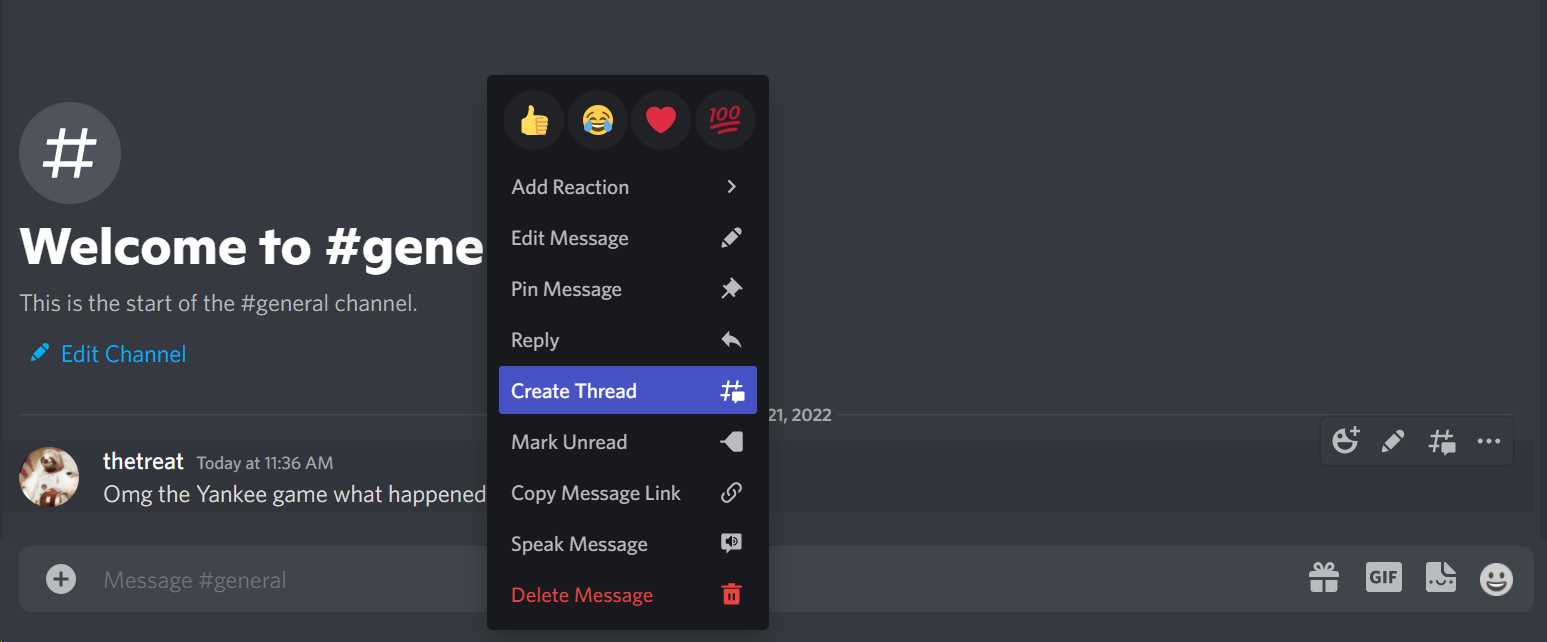 #
Welcome to #gene
This is the start of the #general channel.
Edit Channel
21, 2022
thetreat Today at 11:36 AM
Omg the Yankee game what happened
Message #general
GIF
100
Add Reaction
Edit Message
Pin Message
Reply
Create Thread
Mark Unread
Copy Message Link
Speak Message
Delete Message